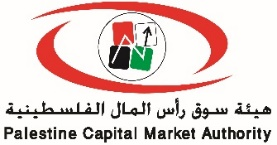 هيئة سوق رأس المال الفلسطينية
Palestine Capital Market Authority